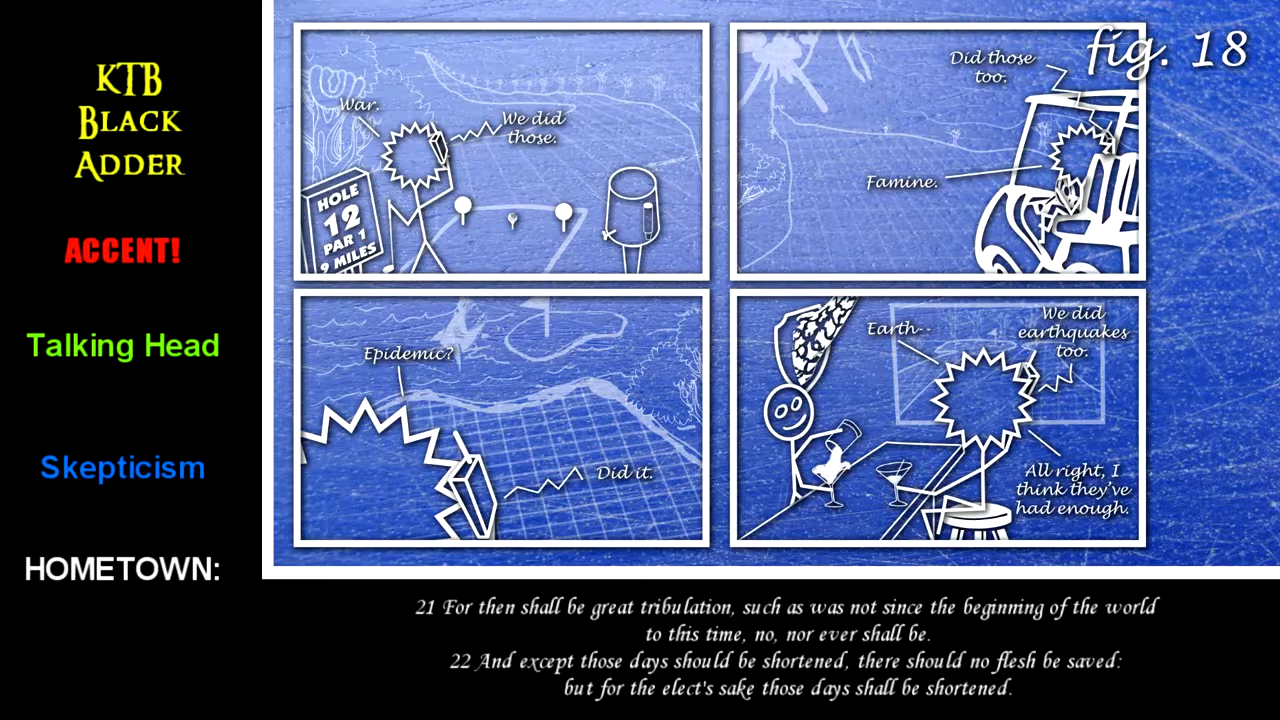 KTB
BLACK
ADDER
ACCENT!
Talking Head
Skepticism
HOMETOWN:
fig. 18
War.
We did
those.
HOLE
12
PAR 1
9 MILES
Did those
too.
Famine.
Epidemic?
Did it.
Earth--
We did
earthquakes
too.
All right, I
think they've
had enough.
21 For then shall be great tribulation, such as was not since the beginning of the world
to this time, no, nor ever shall be.
22 And except those days should be shortened, there should no flesh be saved:
but for the elect's sake those days shall be shortened.